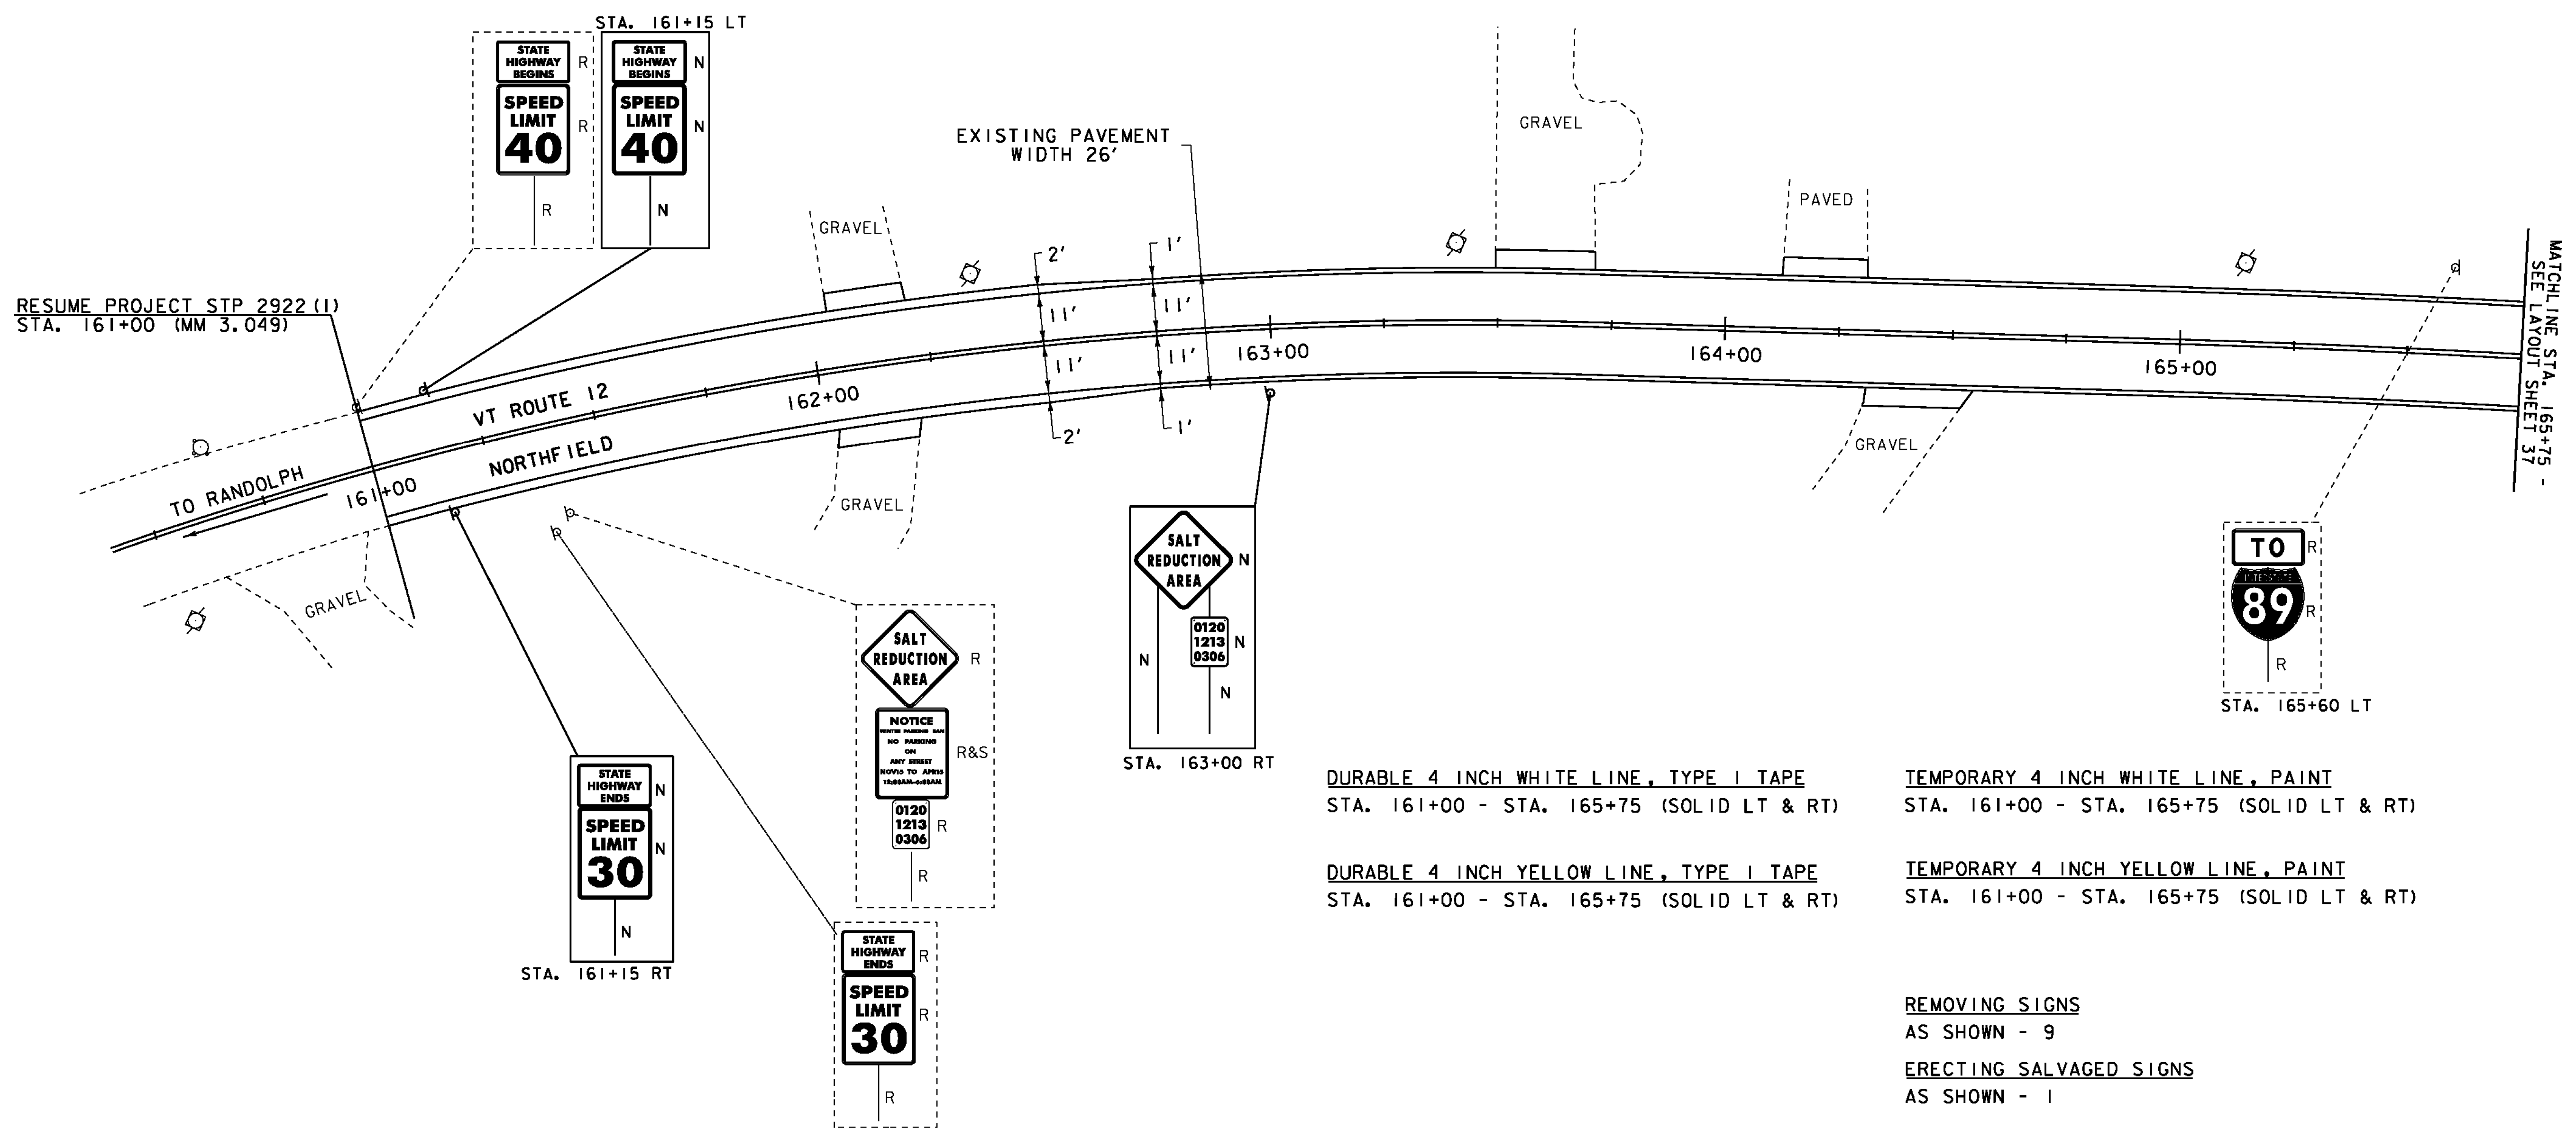 STA. 161+15 LT
STATE
HIGHWAY
BEGINS
R
SPEED
LIMIT
40
R
R
STATE
HIGHWAY
BEGINS
N
SPEED
LIMIT
40
N
N
RESUME PROJECT STP 2922(1)
STA. 161+00 (MM 3.049)
EXISTING PAVEMENT
WIDTH 26'
GRAVEL
GRAVEL
PAVED
2'
1'
11'
11'
11'
11'
2'
1'
VT ROUTE 12
NORTHFIELD
TO RANDOLPH
161+00
162+00
163+00
164+00
165+00
MATCHLINE STA. 165+75 -
SEE LAYOUT SHEET 37
GRAVEL
GRAVEL
GRAVEL
SALT
REDUCTION
AREA
N
0120
1213
0306
N
N
N
STA. 163+00 RT
TO
R
INTERSTATE
89
R
R
STA. 165+60 LT
SALT
REDUCTION
AREA
R
NOTICE
WINTER PARKING BAN
NO PARKING
ON
ANY STREET
NOV15 TO APR15
R&S
0120
1213
0306
R
R
STATE
HIGHWAY
ENDS
N
SPEED
LIMIT
30
N
N
STA. 161+15 RT
STATE
HIGHWAY
ENDS
R
SPEED
LIMIT
30
R
R
DURABLE 4 INCH WHITE LINE, TYPE I TAPE
STA. 161+00 - STA. 165+75 (SOLID LT & RT)
DURABLE 4 INCH YELLOW LINE, TYPE I TAPE
STA. 161+00 - STA. 165+75 (SOLID LT & RT)
TEMPORARY 4 INCH WHITE LINE, PAINT
STA. 161+00 - STA. 165+75 (SOLID LT & RT)
TEMPORARY 4 INCH YELLOW LINE, PAINT
STA. 161+00 - STA. 165+75 (SOLID LT & RT)
REMOVING SIGNS
AS SHOWN - 9
ERECTING SALVAGED SIGNS
AS SHOWN - 1